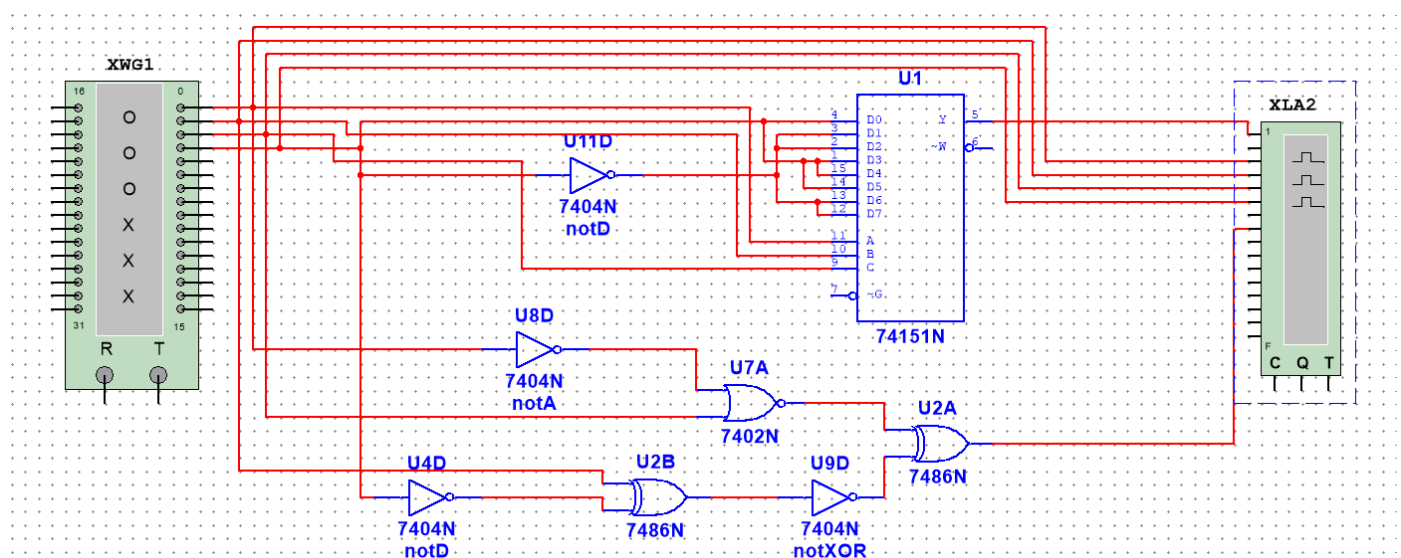 XWG1
16
0
O
O
O
X
X
X
31
15
R
T
U11D
7404N
notD
U1
4
D0
3
D1
2
D2
1
D3
15
D4
14
D5
13
D6
12
D7
11
A
10
B
9
C
7
~G
Y
5
~W
6
74151N
XLA2
1
F
C Q T
U8D
7404N
notA
U7A
7402N
U2A
7486N
U4D
7404N
notD
U2B
7486N
U9D
7404N
notXOR